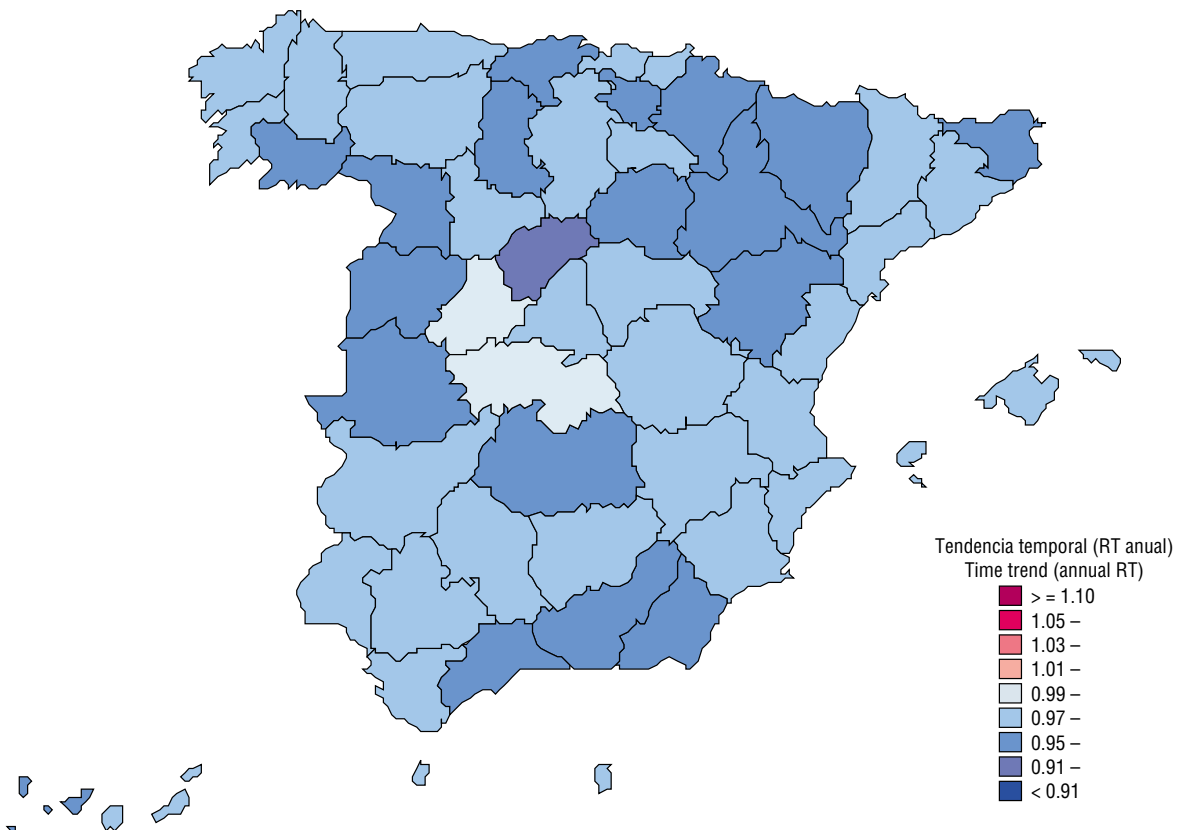 Tendencia temporal (RT anual)
Time trend (annual RT)
> = 1.10
1.05 –
1.03 –
1.01 –
0.99 –
0.97 –
0.95 –
0.91 –
< 0.91